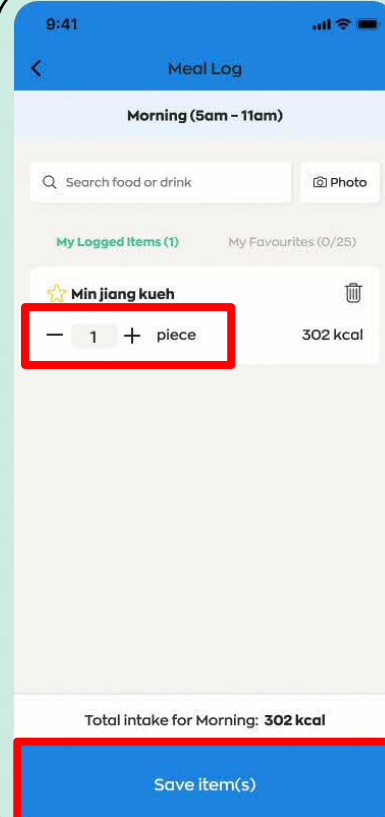 9:41
Meal Log
Morning (5am - 11am)
Search food or drink
Photo
My Logged Items (1) My Favourites (0/25)
Min jiang kueh
— 1 + piece 302 kcal
Total intake for Morning: 302 kcal
Save item(s)